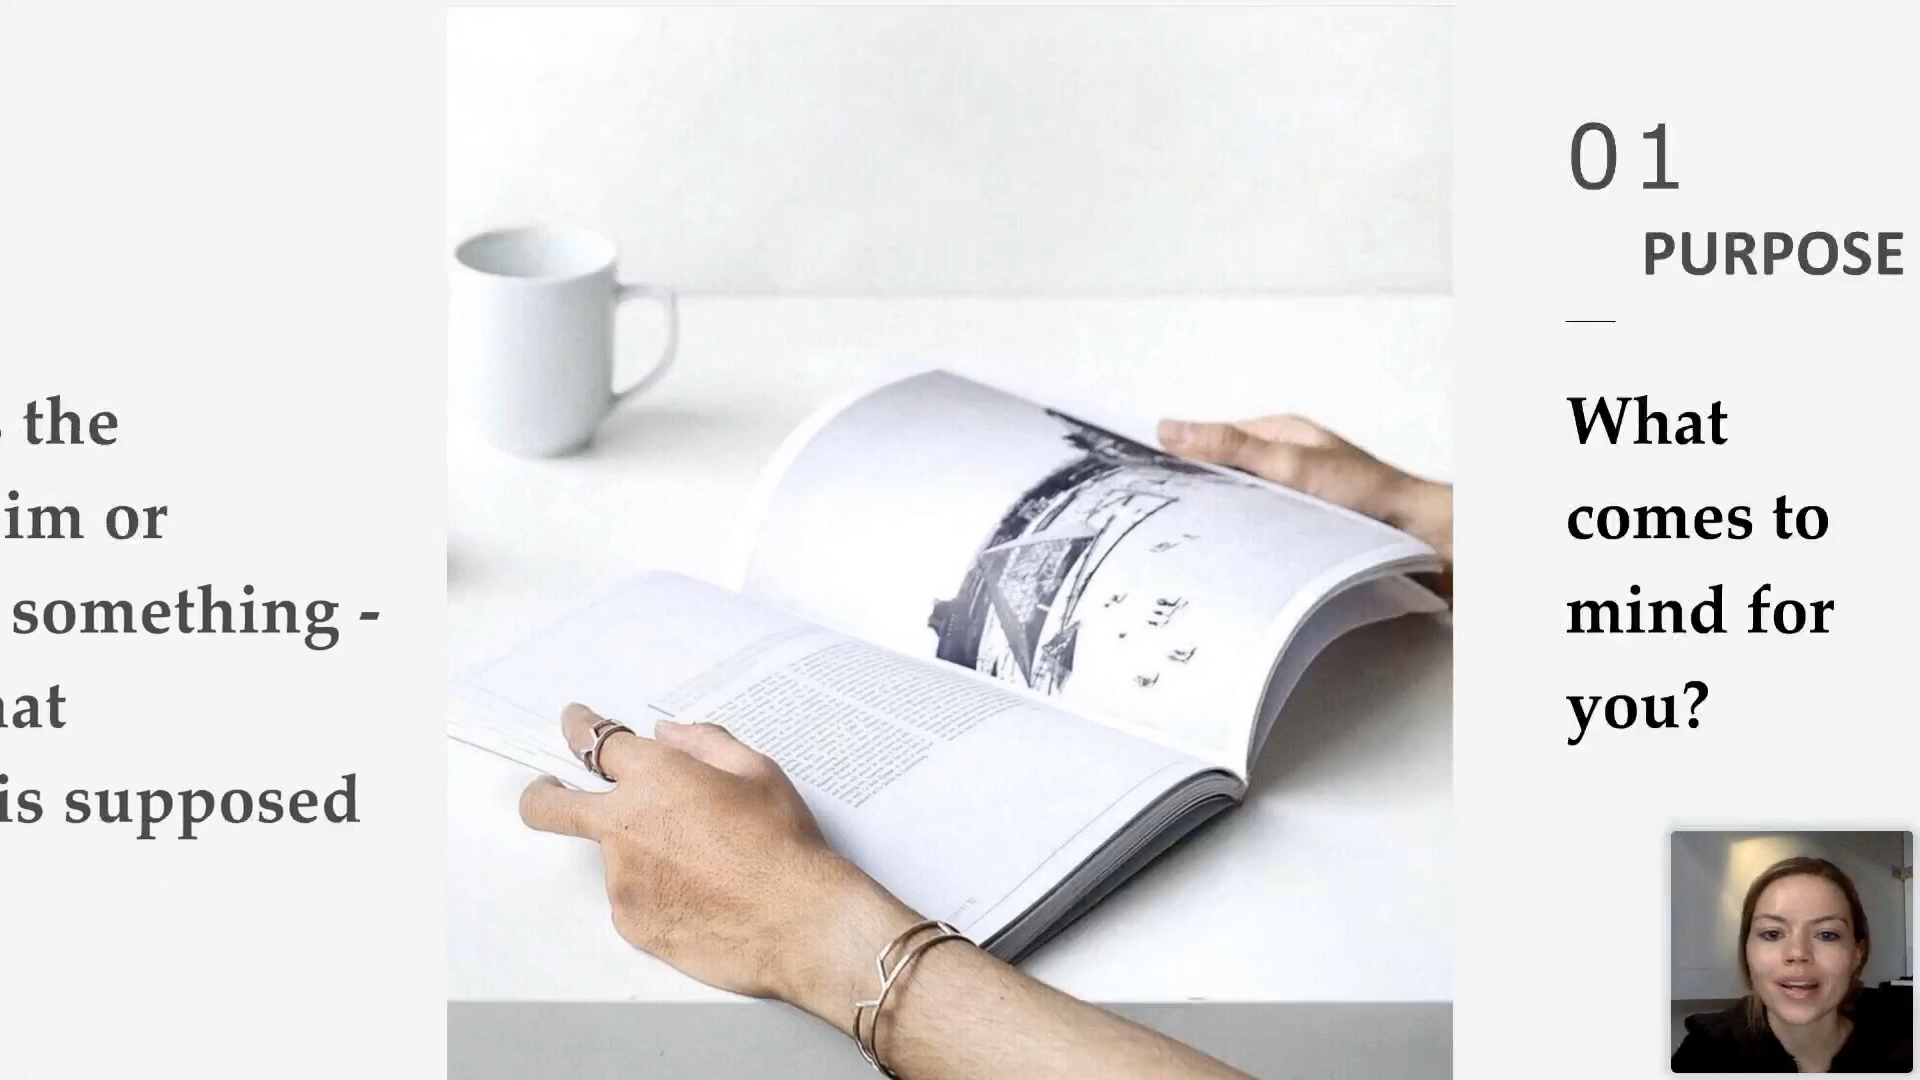 the
im or
something -
at
is supposed
01
PURPOSE
What
comes to
mind for
you?